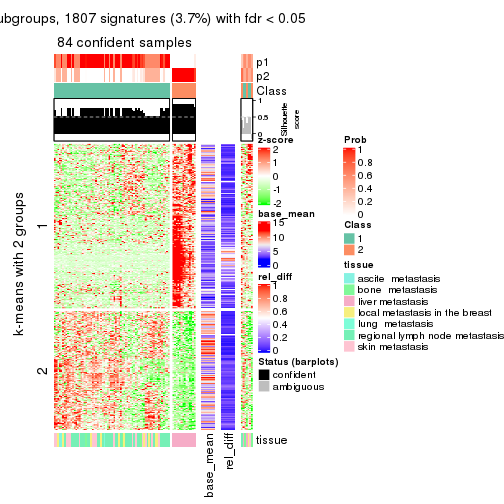 ubgroups, 1807 signatures (3.7%) with fdr < 0.05
84 confident samples
p1
p2
Class
1
0.5
0
Silhouette
score
k-means with 2 groups
1
2
base_mean
rel_diff
tissue
z-score
2
1
0
-1
-2
base_mean
15
10
5
0
rel_diff
1
0.8
0.6
0.4
0.2
0
Status (barplots)
confident
ambiguous
Prob
1
0.8
0.6
0.4
0.2
0
Class
1
2
tissue
ascite metastasis
bone metastasis
liver metastasis
local metastasis in the breast
lung metastasis
regional lymph node metastasis
skin metastasis